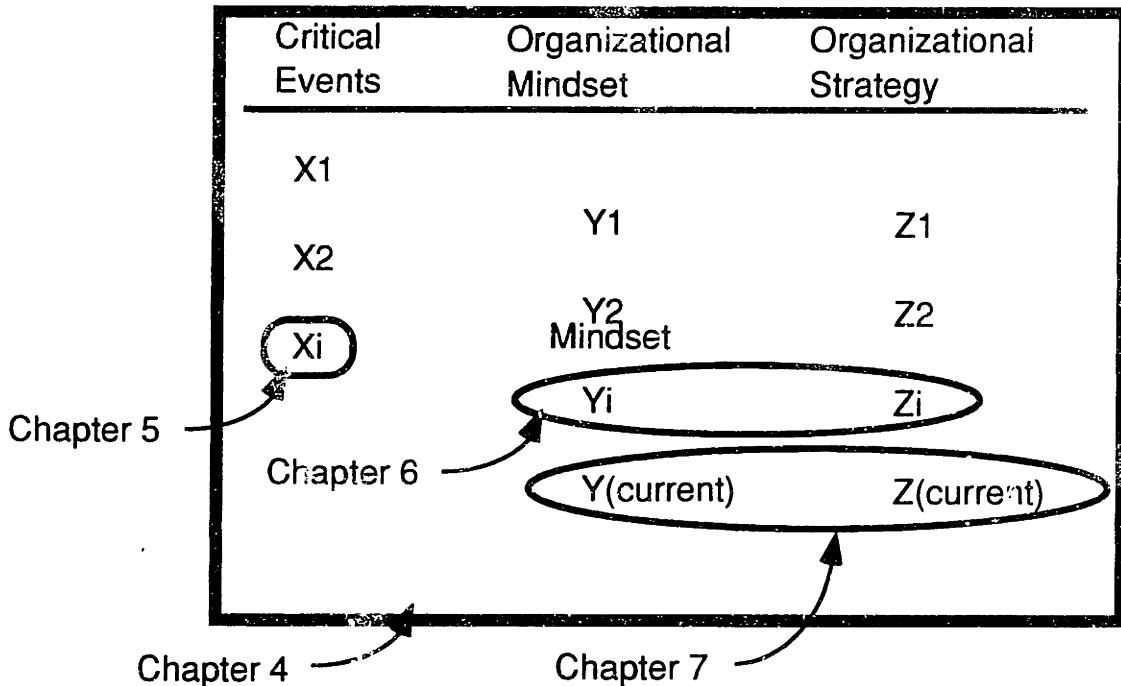 Critical Organizational Organizational
Events Mindset Strategy
X1
Y1 Z1
X2
Y2 Z2
Mindset
Xi
Yi Zi
Chapter 5
Chapter 6
Y(current) Z(current)
Chapter 4 Chapter 7